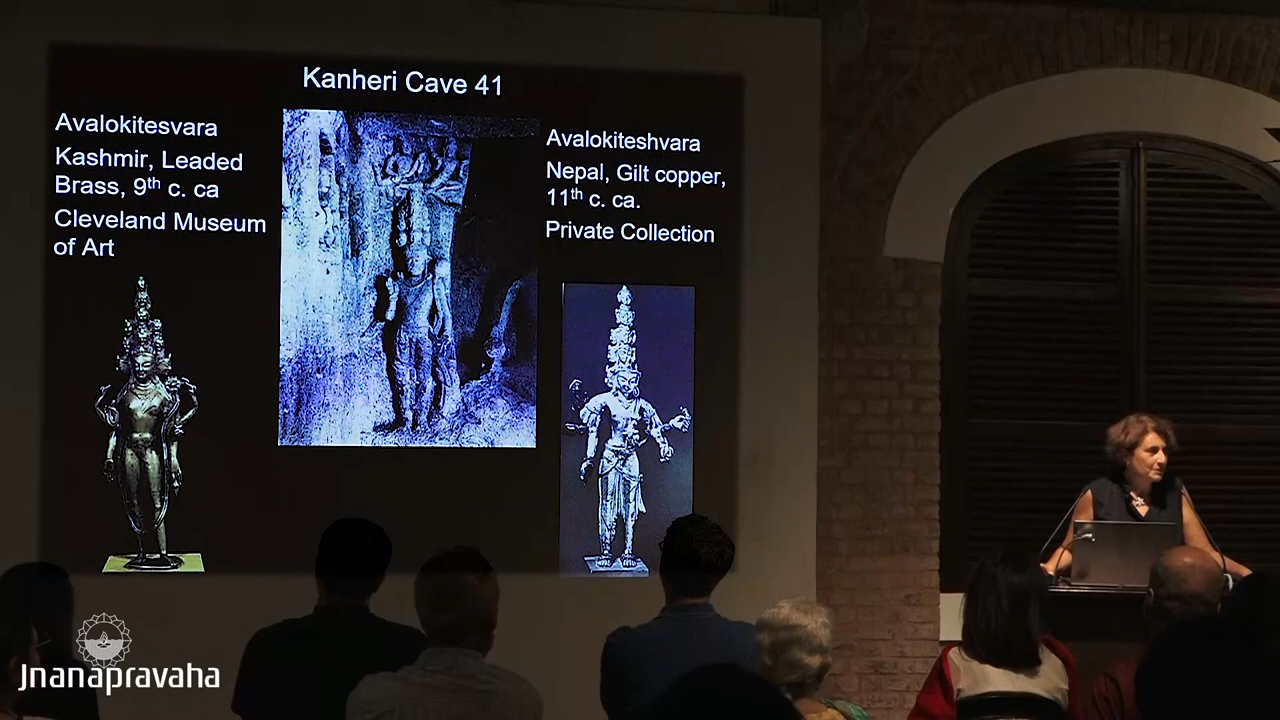 Kanheri Cave 41
Avalokitesvara
Kashmir, Leaded
Brass, 9th c. ca
Cleveland Museum
of Art
Avalokiteshvara
Nepal, Gilt copper,
11th c. ca.
Private Collection
Jnanapravaha